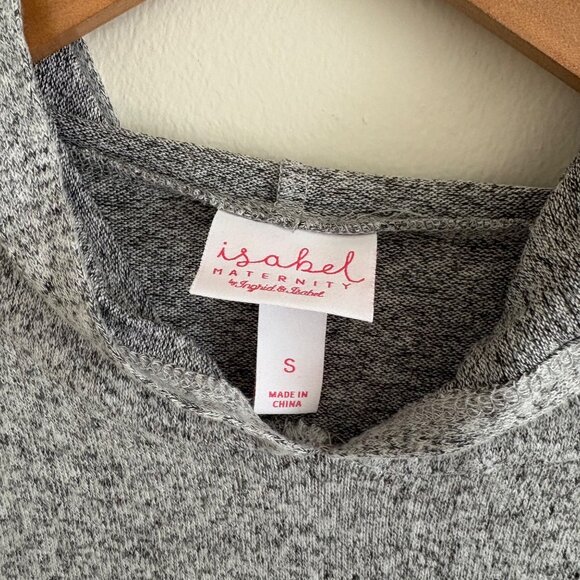 isabel
MATERNITY
by Ingrid & Isabel
S
MADE IN
CHINA